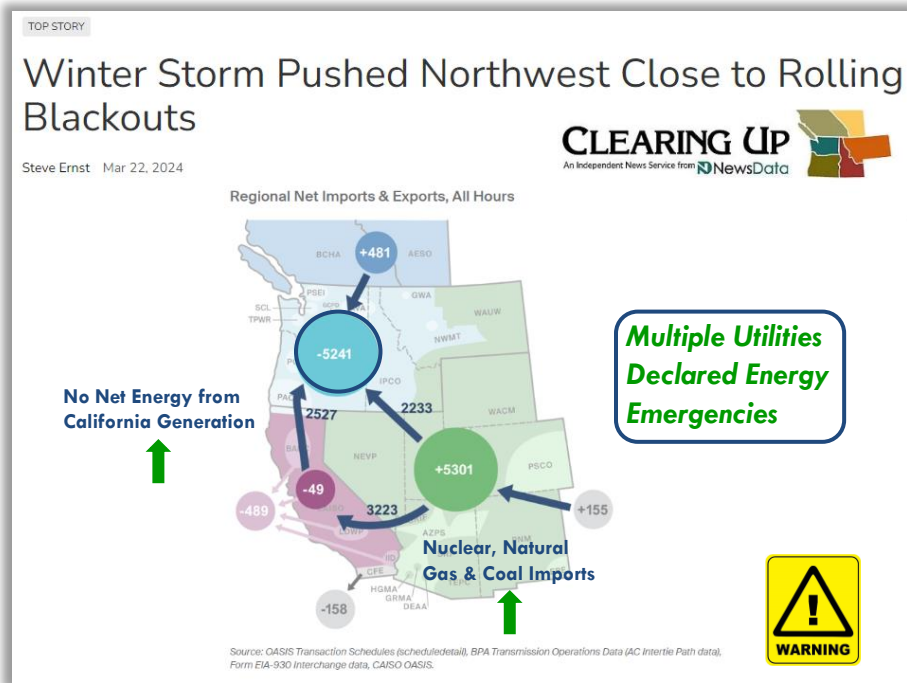 TOP STORY
Winter Storm Pushed Northwest Close to Rolling
Blackouts
Steve Ernst Mar 22, 2024
CLEARING UP
An Independent News Service from NewsData
Regional Net Imports & Exports, All Hours
BCHA
+481
AESO
PSEI
GWA
SCL
TPWR
WAUW
NWMT
-5241
IPCO
Multiple Utilities
Declared Energy
Emergencies
No Net Energy from
California Generation
2527
2233
WACM
NEVP
+5301
PSCO
-49
-489
3223
+155
AZPS
Nuclear, Natural
Gas & Coal Imports
IID
CFE
HGMA
GRMA
DEAA
TEPC
-158
WARNING
Source: OASIS Transaction Schedules (scheduledetail), BPA Transmission Operations Data (AC Intertie Path data),
Form EIA-930 Interchange data, CAISO OASIS.